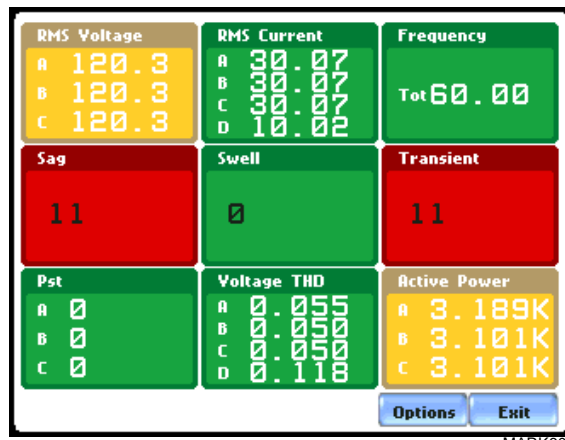 RMS Voltage
A 120.3
B 120.3
C 120.3
RMS Current
A 30.07
B 30.07
C 30.07
D 10.02
Frequency
Tot 60.00
Sag
11
Swell
0
Transient
11
Pst
A 0
B 0
C 0
Voltage THD
A 0.055
B 0.050
C 0.050
D 0.118
Active Power
A 3.189K
B 3.101K
C 3.101K
Options
Exit